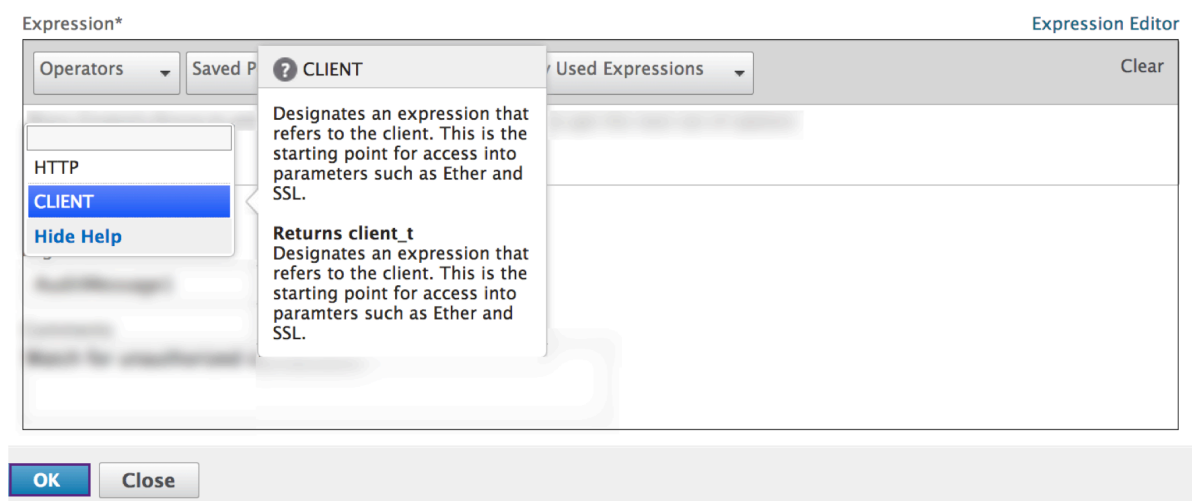 Expression*
Expression Editor
Operators
Saved P
Used Expressions
Clear
HTTP
CLIENT
Hide Help
CLIENT
Designates an expression that
refers to the client. This is the
starting point for access into
parameters such as Ether and
SSL.
Returns client_t
Designates an expression that
refers to the client. This is the
starting point for access into
paramters such as Ether and
SSL.
OK
Close